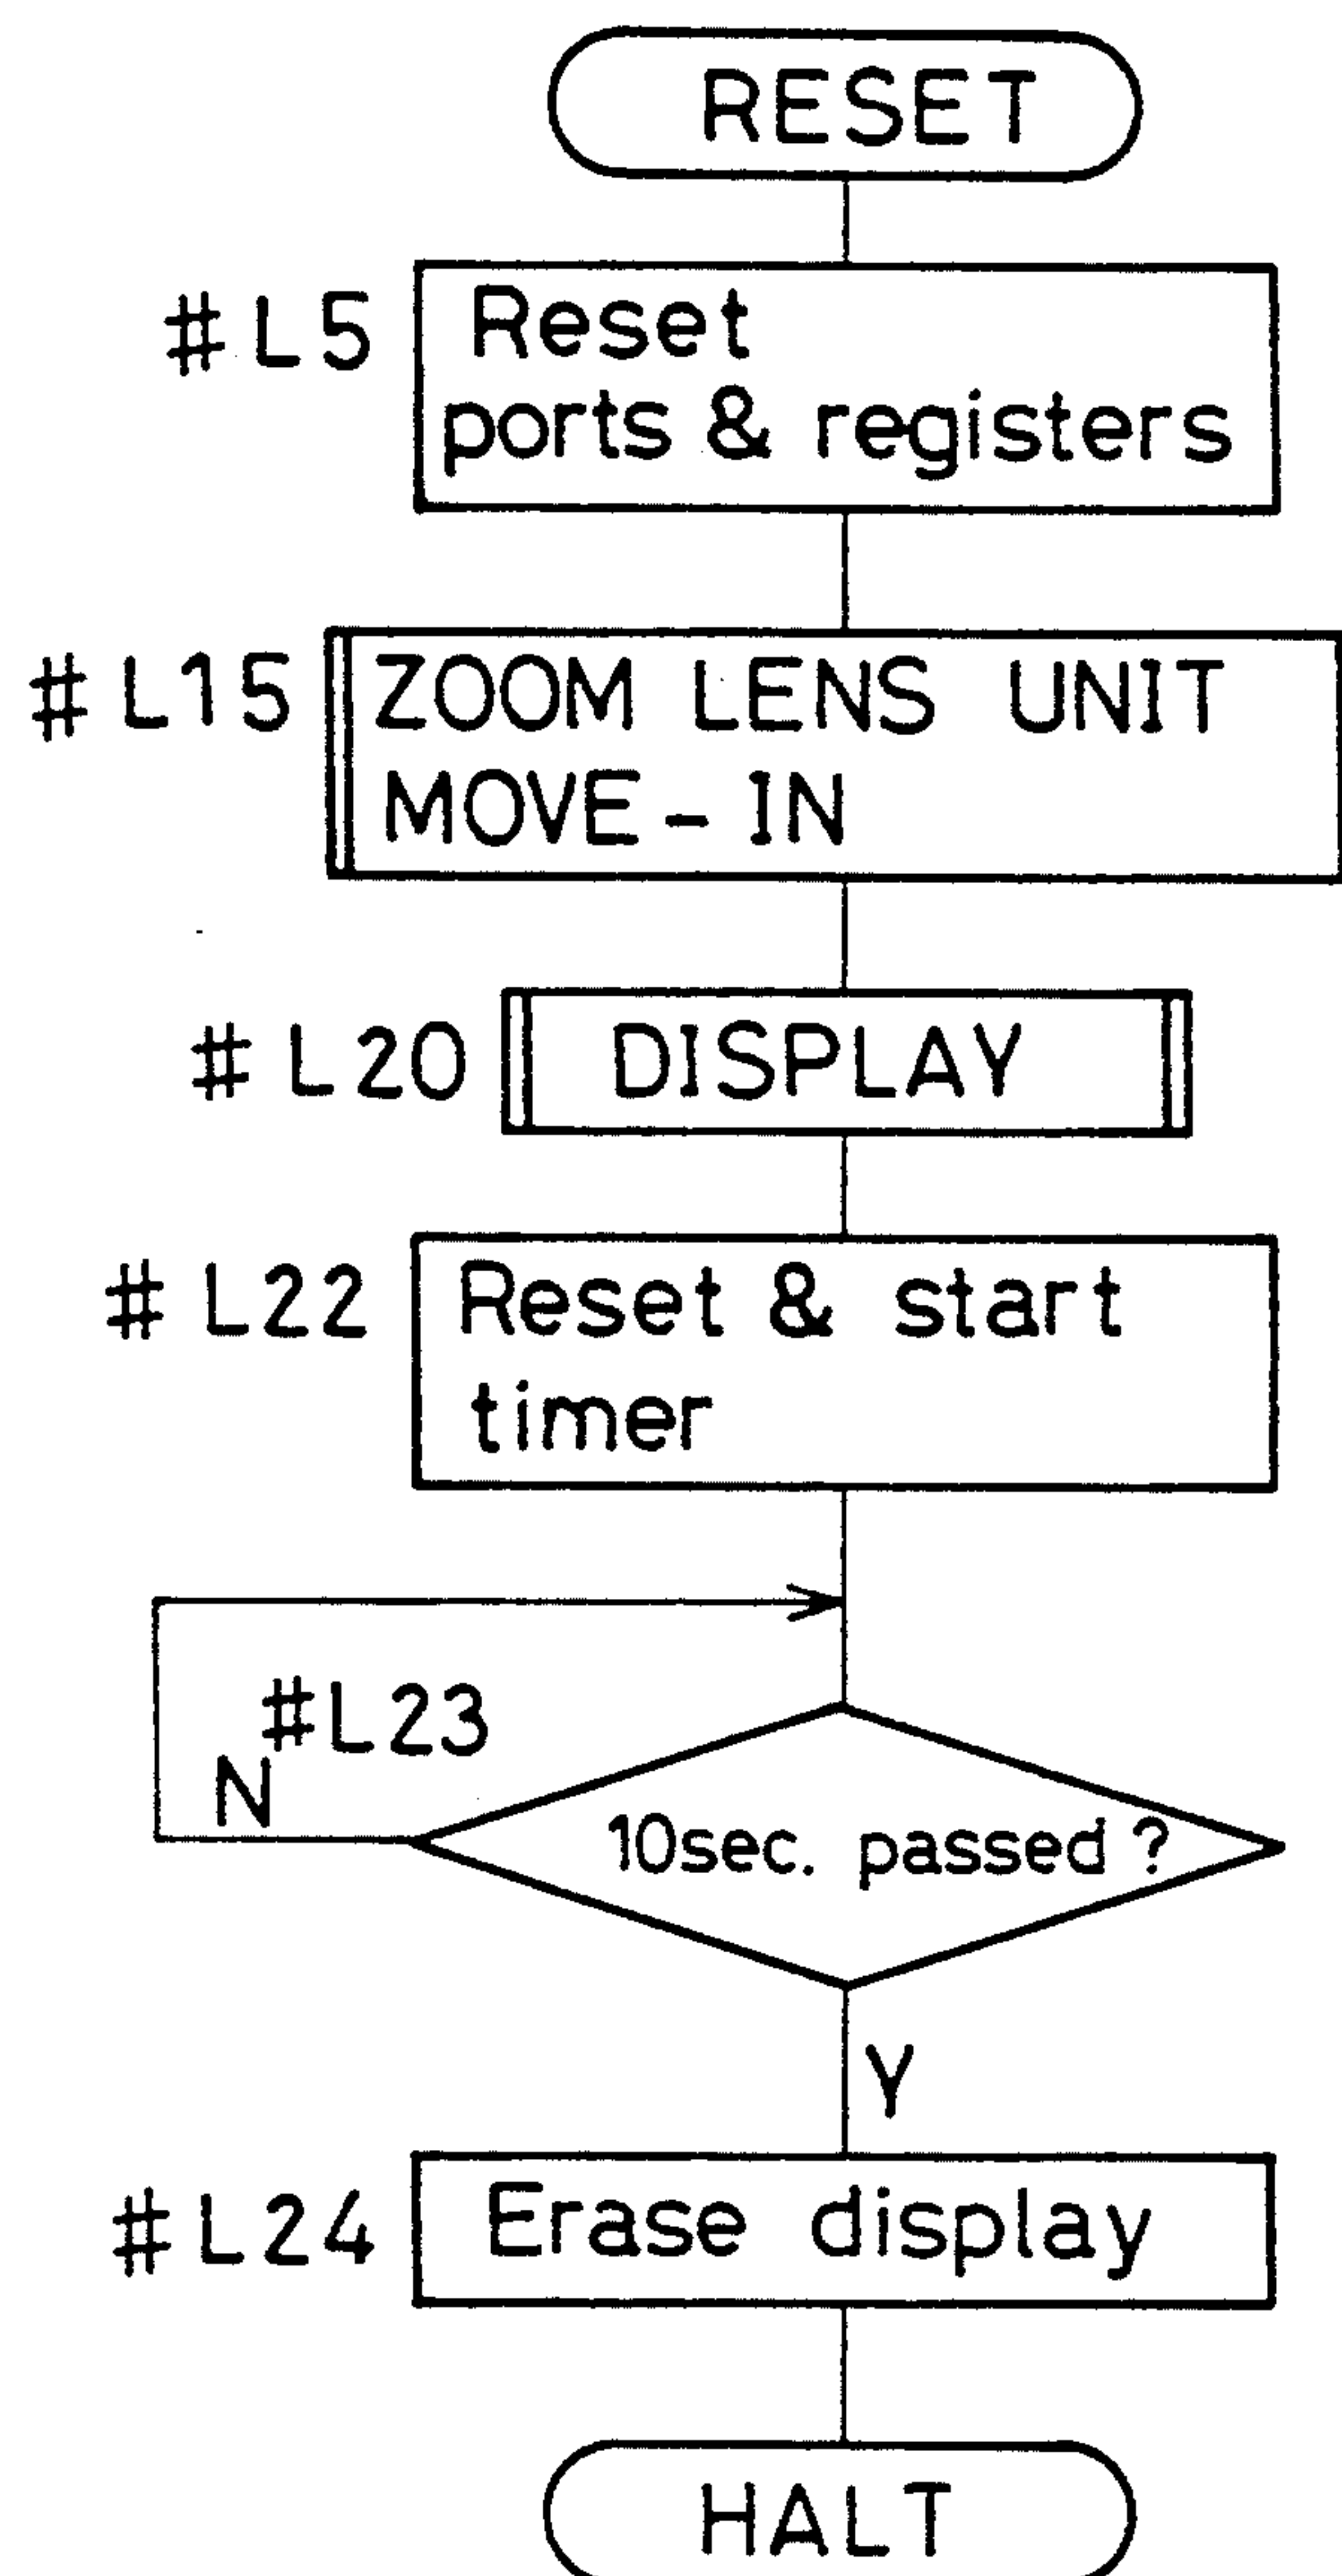 RESET
#L5
Reset
ports & registers
#L15
ZOOM LENS UNIT
MOVE-IN
#L20
DISPLAY
#L22
Reset & start
timer
#L23
N
10sec. passed ?
Y
#L24
Erase display
HALT